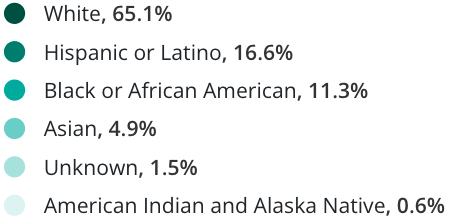 White, 65.1%
Hispanic or Latino, 16.6%
Black or African American, 11.3%
Asian, 4.9%
Unknown, 1.5%
American Indian and Alaska Native, 0.6%